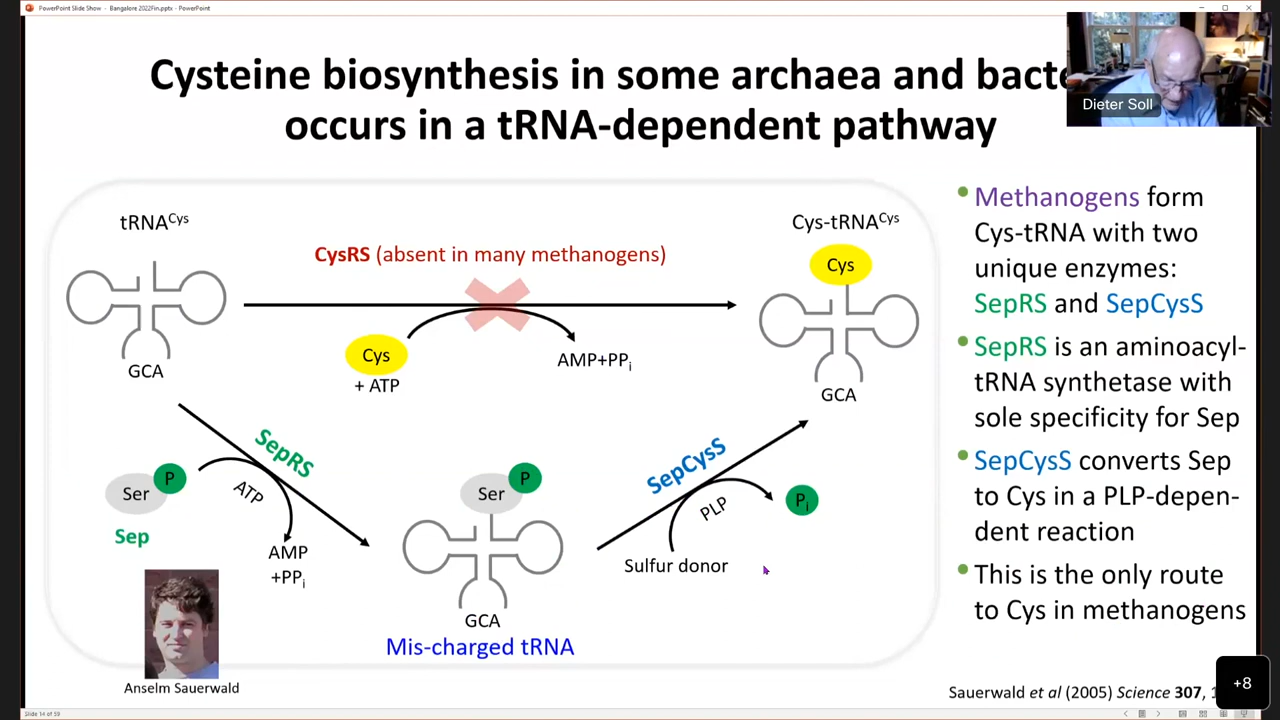 PowerPoint Slide Show - Bangalore 2022Fin.pptx - PowerPoint
Cysteine biosynthesis in some archaea and
occurs in a tRNA-dependent pathway
Dieter Soll
tRNACys
CysRS (absent in many methanogens)
Cys-tRNACys
Cys
Cys
+ ATP
AMP+PPi
GCA
GCA
SepRS
SepCysS
Ser
P
ATP
Sep
AMP
+PPi
Ser
P
PLP
Pi
Sulfur donor
GCA
Mis-charged tRNA
Anselm Sauerwald
• Methanogens form
Cys-tRNA with two
unique enzymes:
SepRS and SepCysS
• SepRS is an aminoacyl-
tRNA synthetase with
sole specificity for Sep
• SepCysS converts Sep
to Cys in a PLP-depen-
dent reaction
• This is the only route
to Cys in methanogens
Sauerwald et al (2005) Science 307,
+8
Slide 14 of 59